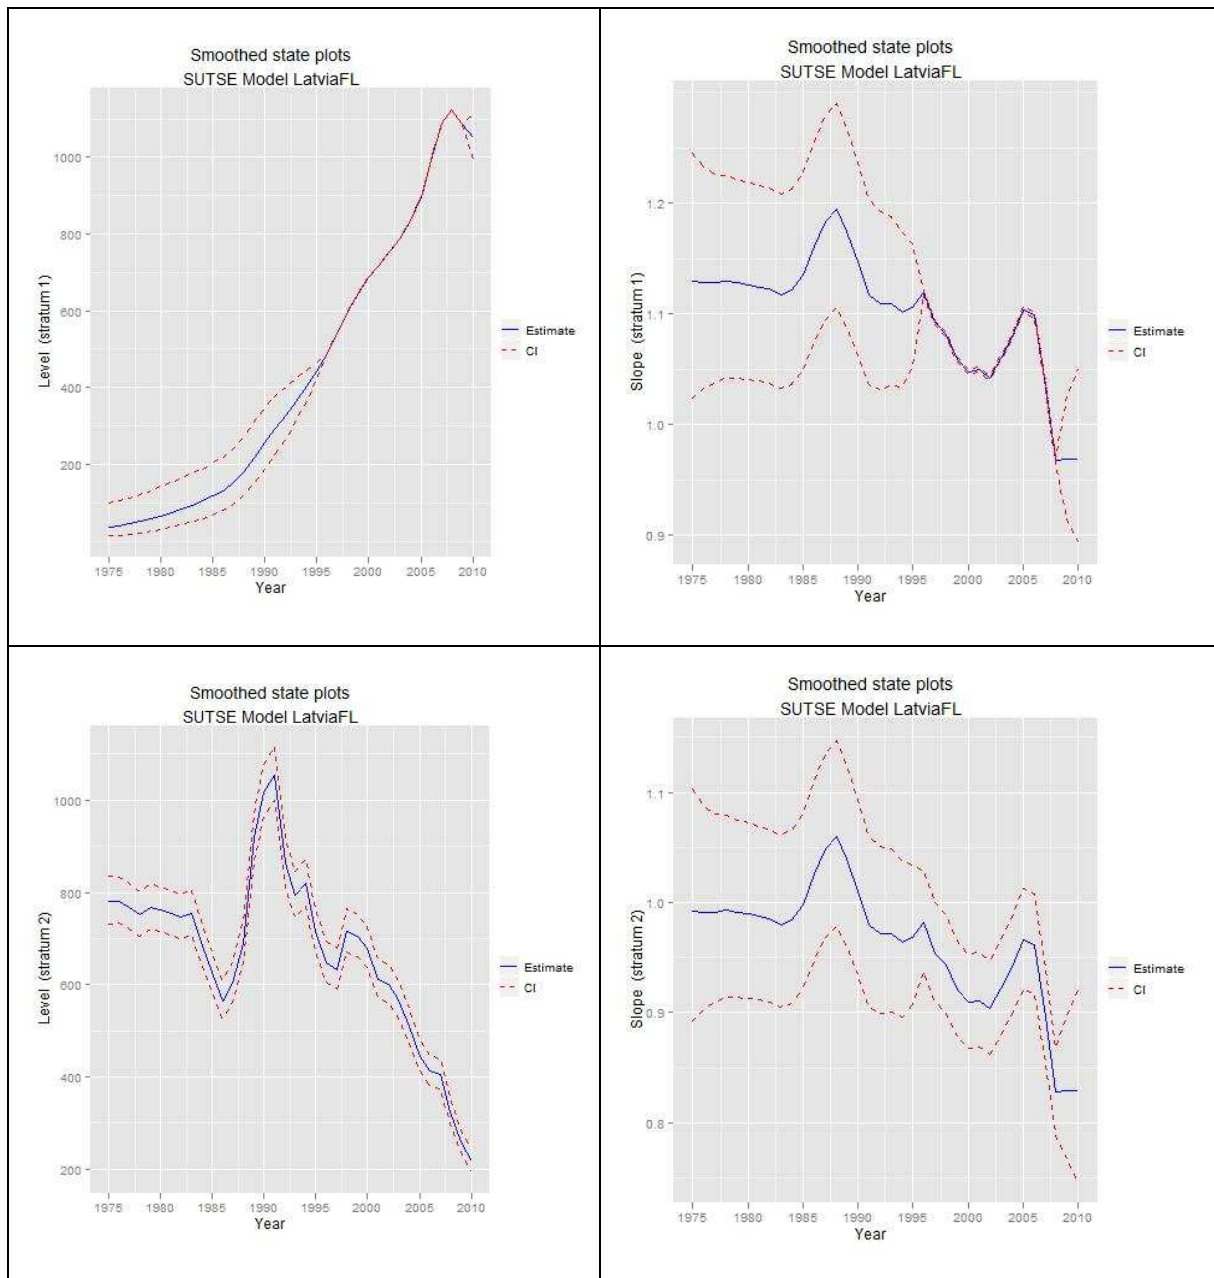 Smoothed state plots
SUTSE Model LatviaFL
Level (stratum 1)
1000
800
600
400
200
1975 1980 1985 1990 1995 2000 2005 2010
Year
Estimate
CI
Smoothed state plots
SUTSE Model LatviaFL
Slope (stratum 1)
1.2
1.1
1.0
0.9
1975 1980 1985 1990 1995 2000 2005 2010
Year
Estimate
CI
Smoothed state plots
SUTSE Model LatviaFL
Level (stratum 2)
1000
800
600
400
200
1975 1980 1985 1990 1995 2000 2005 2010
Year
Estimate
CI
Smoothed state plots
SUTSE Model LatviaFL
Slope (stratum 2)
1.1
1.0
0.9
0.8
1975 1980 1985 1990 1995 2000 2005 2010
Year
Estimate
CI